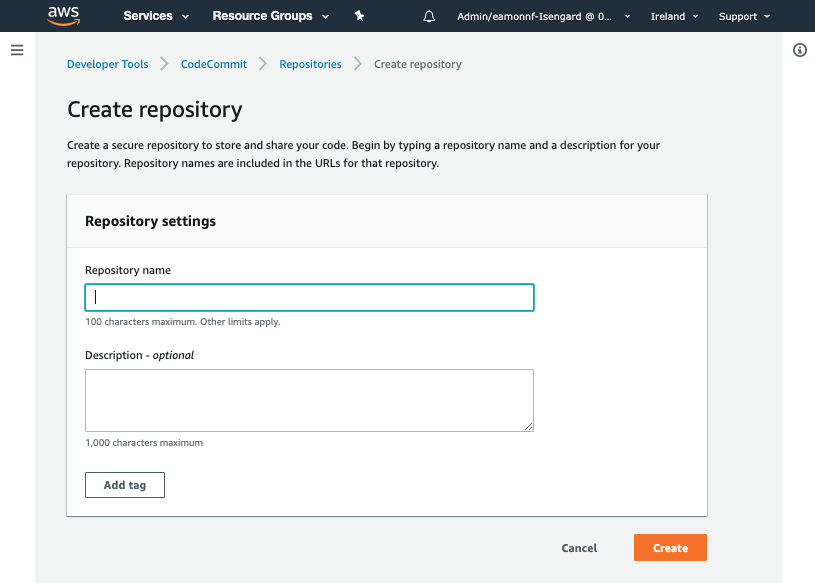 aws Services Resource Groups Admin/eamonnf-Isengard @ 0... Ireland Support
Developer Tools CodeCommit Repositories Create repository
Create repository
Create a secure repository to store and share your code. Begin by typing a repository name and a description for your
repository. Repository names are included in the URLs for that repository.
Repository settings
Repository name
100 characters maximum. Other limits apply.
Description - optional
1,000 characters maximum
Add tag
Cancel Create